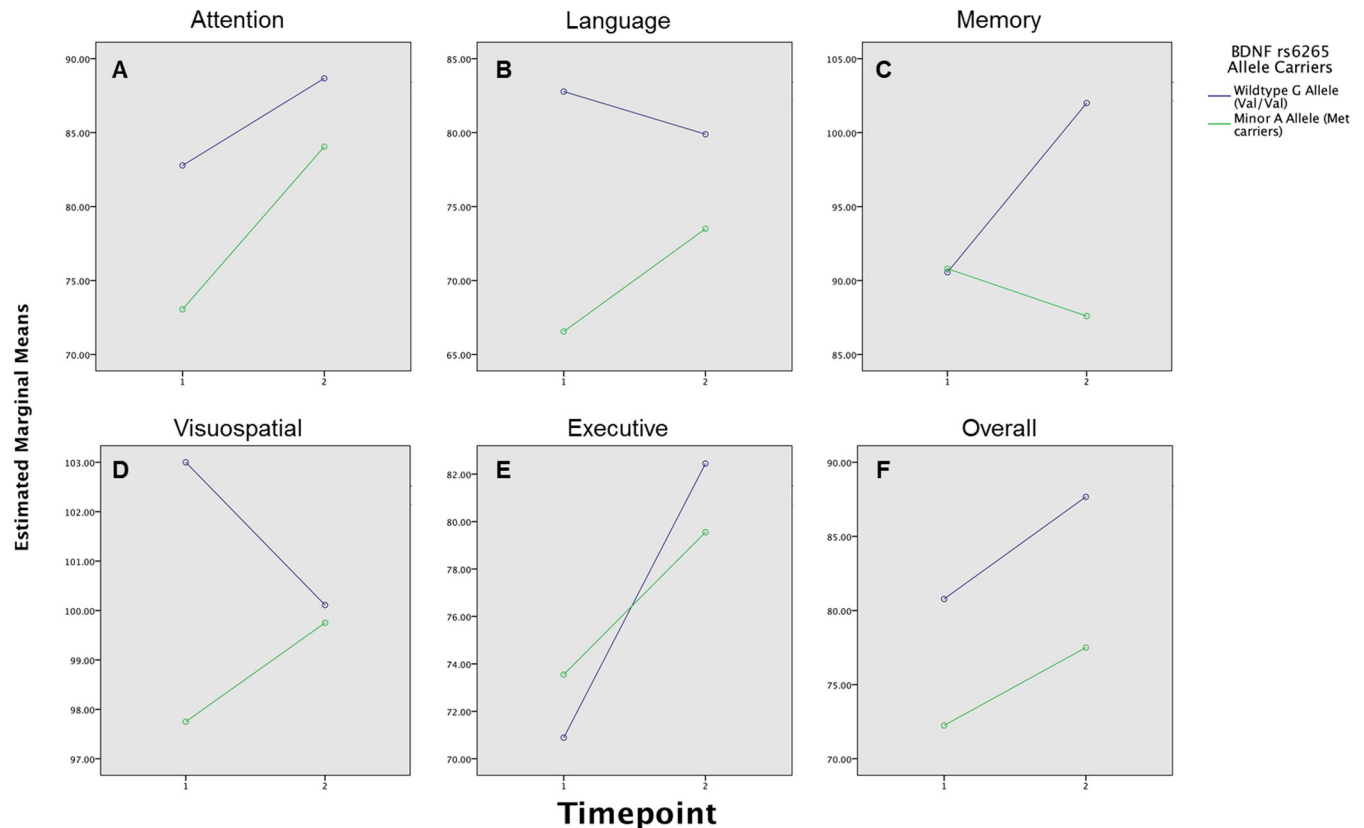 Attention
Language
Memory
A
90.00
85.00
80.00
75.00
70.00
1
2
B
85.00
80.00
75.00
70.00
65.00
1
2
C
105.00
100.00
95.00
90.00
85.00
1
2
BDNF rs6265
Allele Carriers
Wildtype G Allele
(Val/Val)
Minor A Allele (Met
carriers)
Estimated Marginal Means
Visuospatial
Executive
Overall
D
103.00
102.00
101.00
100.00
99.00
98.00
97.00
1
2
E
82.00
80.00
78.00
76.00
74.00
72.00
70.00
1
2
F
90.00
85.00
80.00
75.00
70.00
1
2
Timepoint